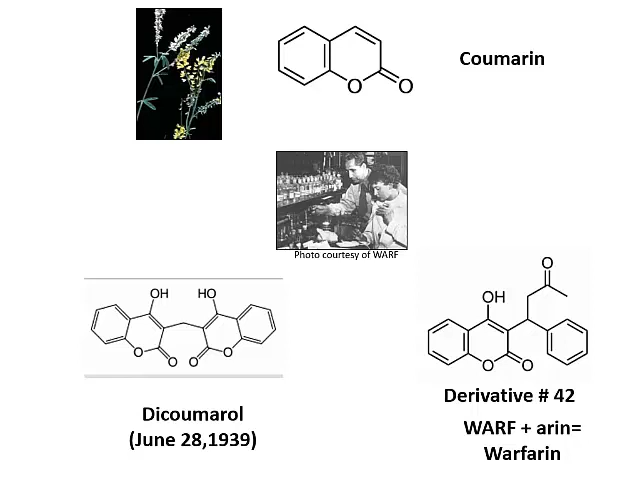 Coumarin
O
O
Photo courtesy of WARF
OH
HO
O
O
O
O
Dicoumarol
(June 28,1939)
O
OH
O
O
Derivative # 42
WARF + arin=
Warfarin